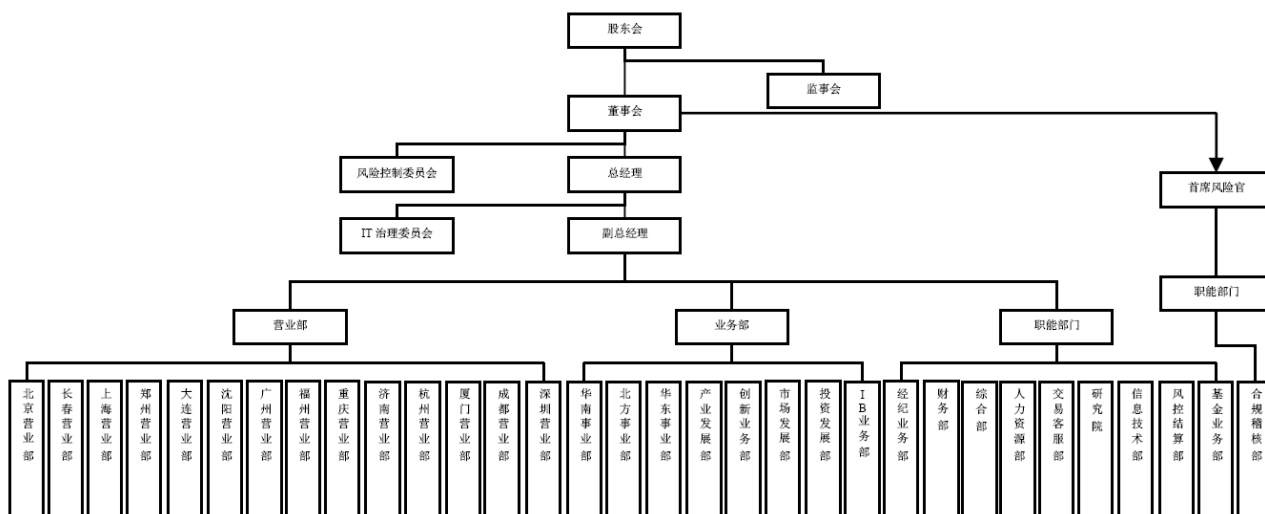 股东会
监事会
董事会
风险控制委员会
总经理
首席风险官
IT 治理委员会
副总经理
职能部门
营业部
业务部
职能部门
北京营业部
长春营业部
上海营业部
郑州营业部
大连营业部
沈阳营业部
广州营业部
福州营业部
重庆营业部
济南营业部
杭州营业部
厦门营业部
成都营业部
深圳营业部
华南事业部
北方事业部
华东事业部
产业发展部
创新业务部
市场发展部
投资发展部
IB业务部
经纪业务部
财务部
综合部
人力资源部
交易客服部
研究院
信息技术部
风控结算部
基金业务部
合规稽核部